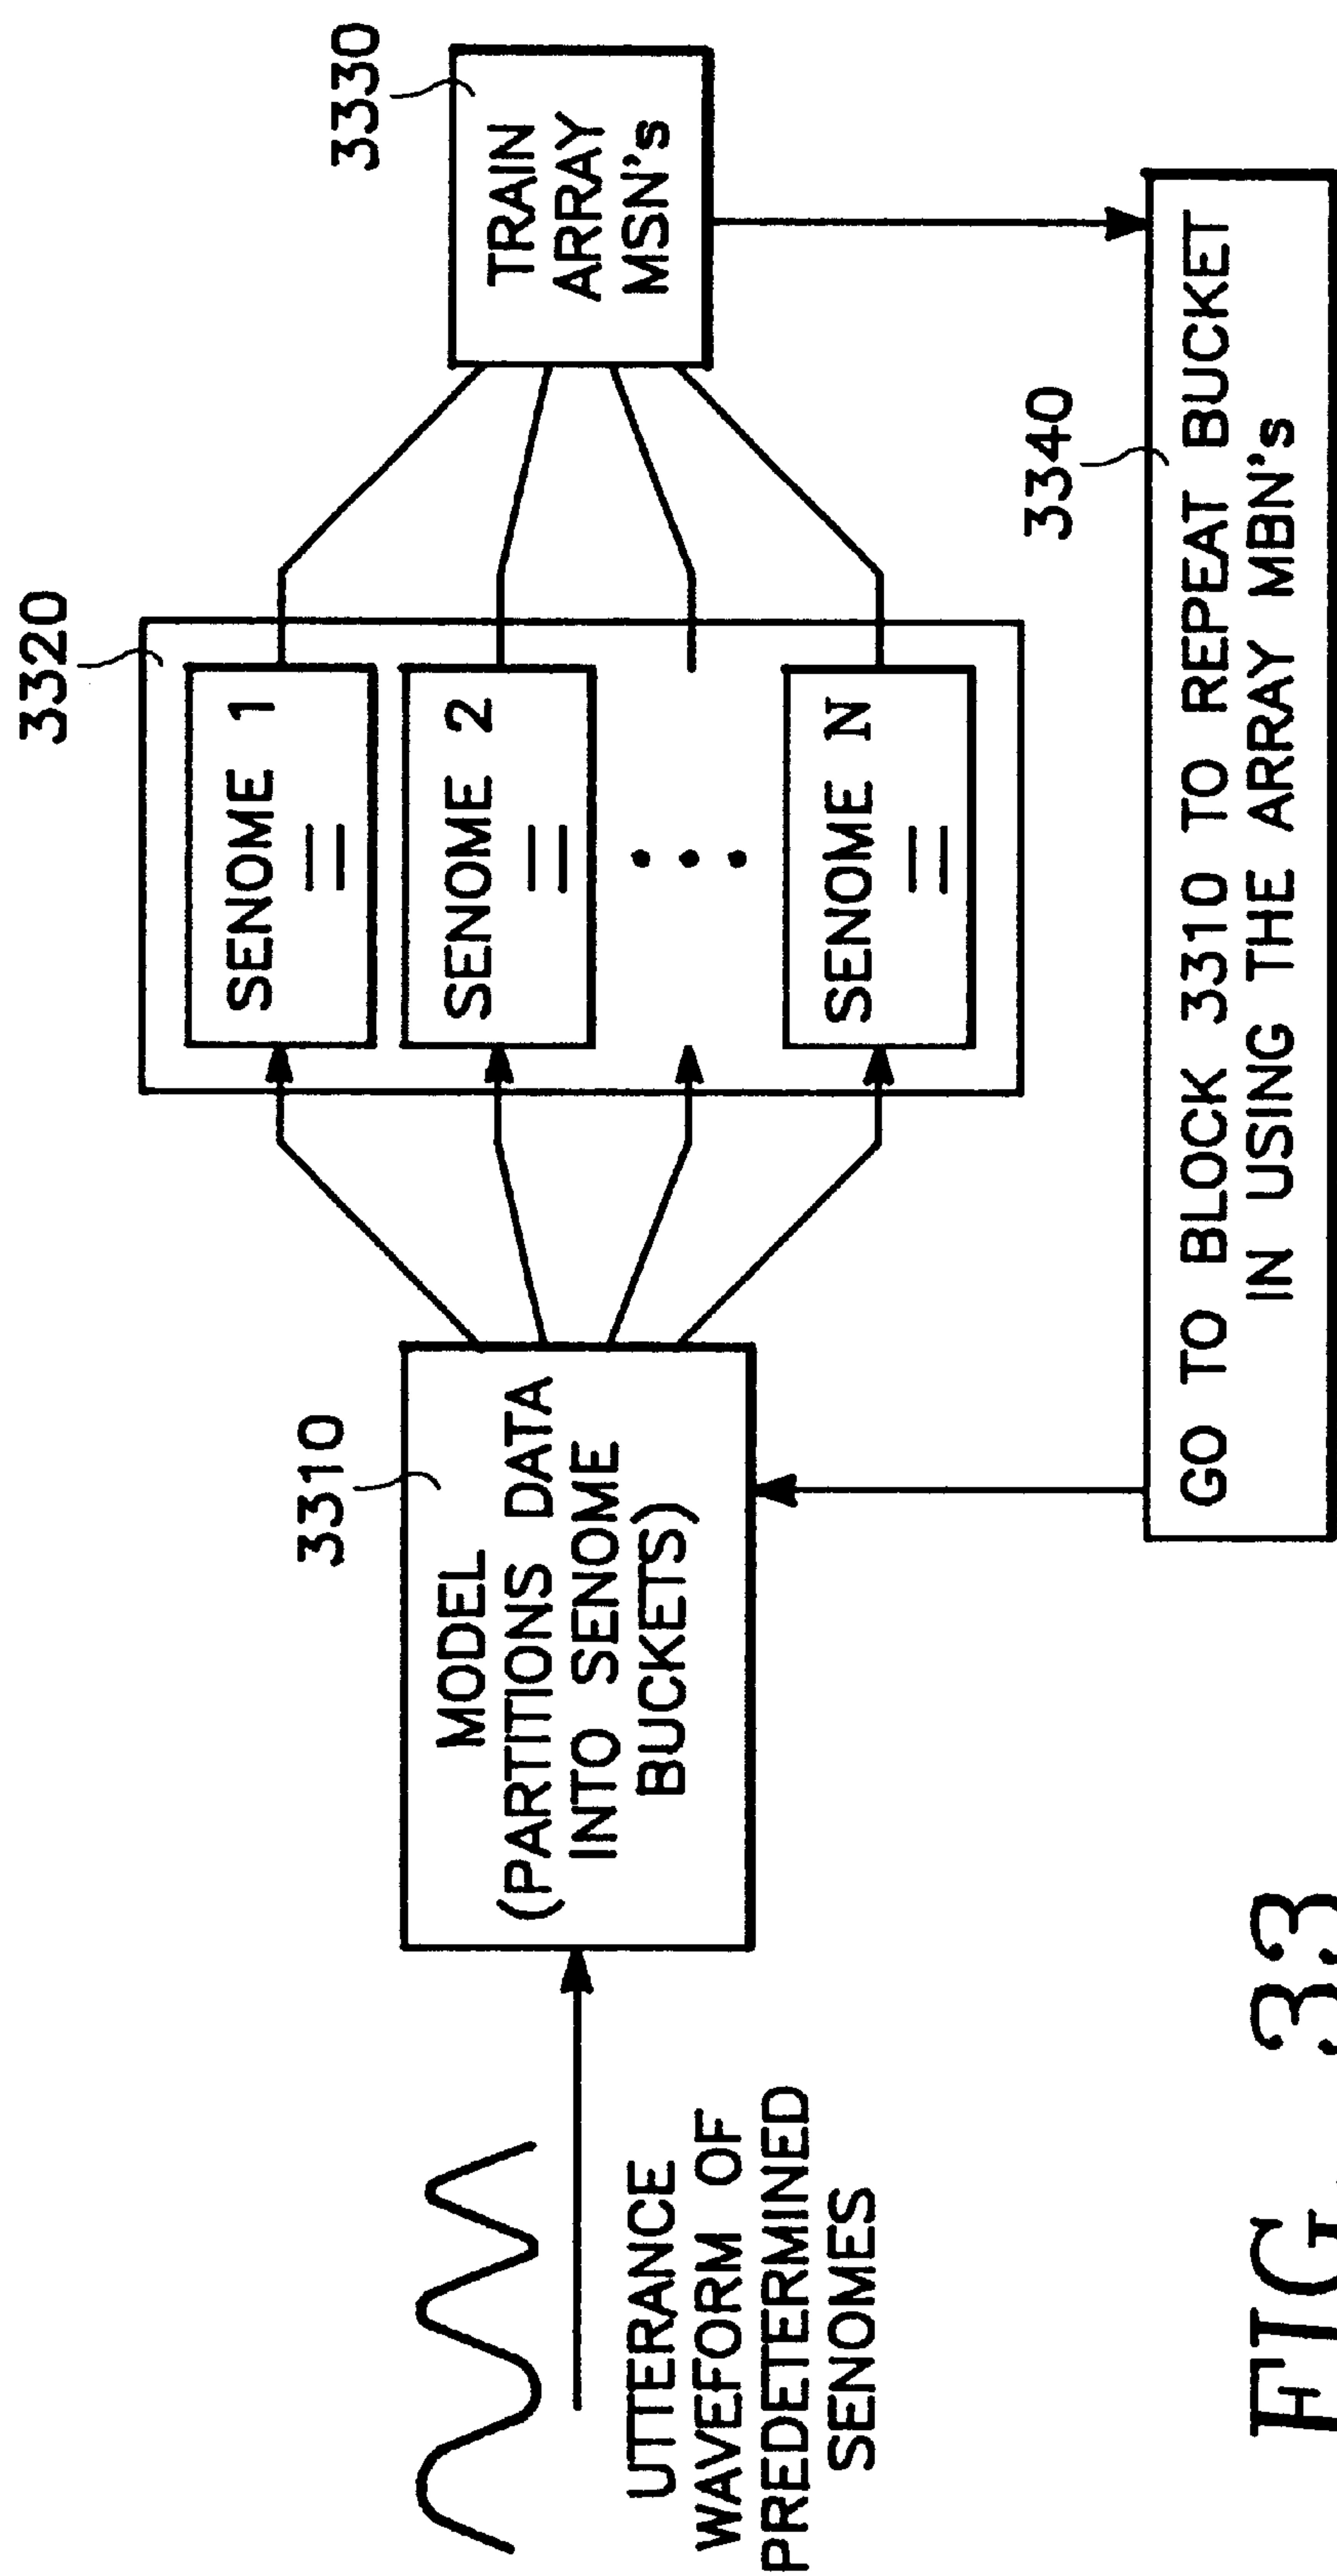 3310
3320
3330
UTTERANCE
WAVEFORM OF
PREDETERMINED
SENOMES
MODEL
(PARTITIONS DATA
INTO SENOME
BUCKETS)
SENOME 1
SENOME 2
SENOME N
TRAIN
ARRAY
MSN's
3340
GO TO BLOCK 3310 TO REPEAT BUCKET
IN USING THE ARRAY MBN's
FIG. 33